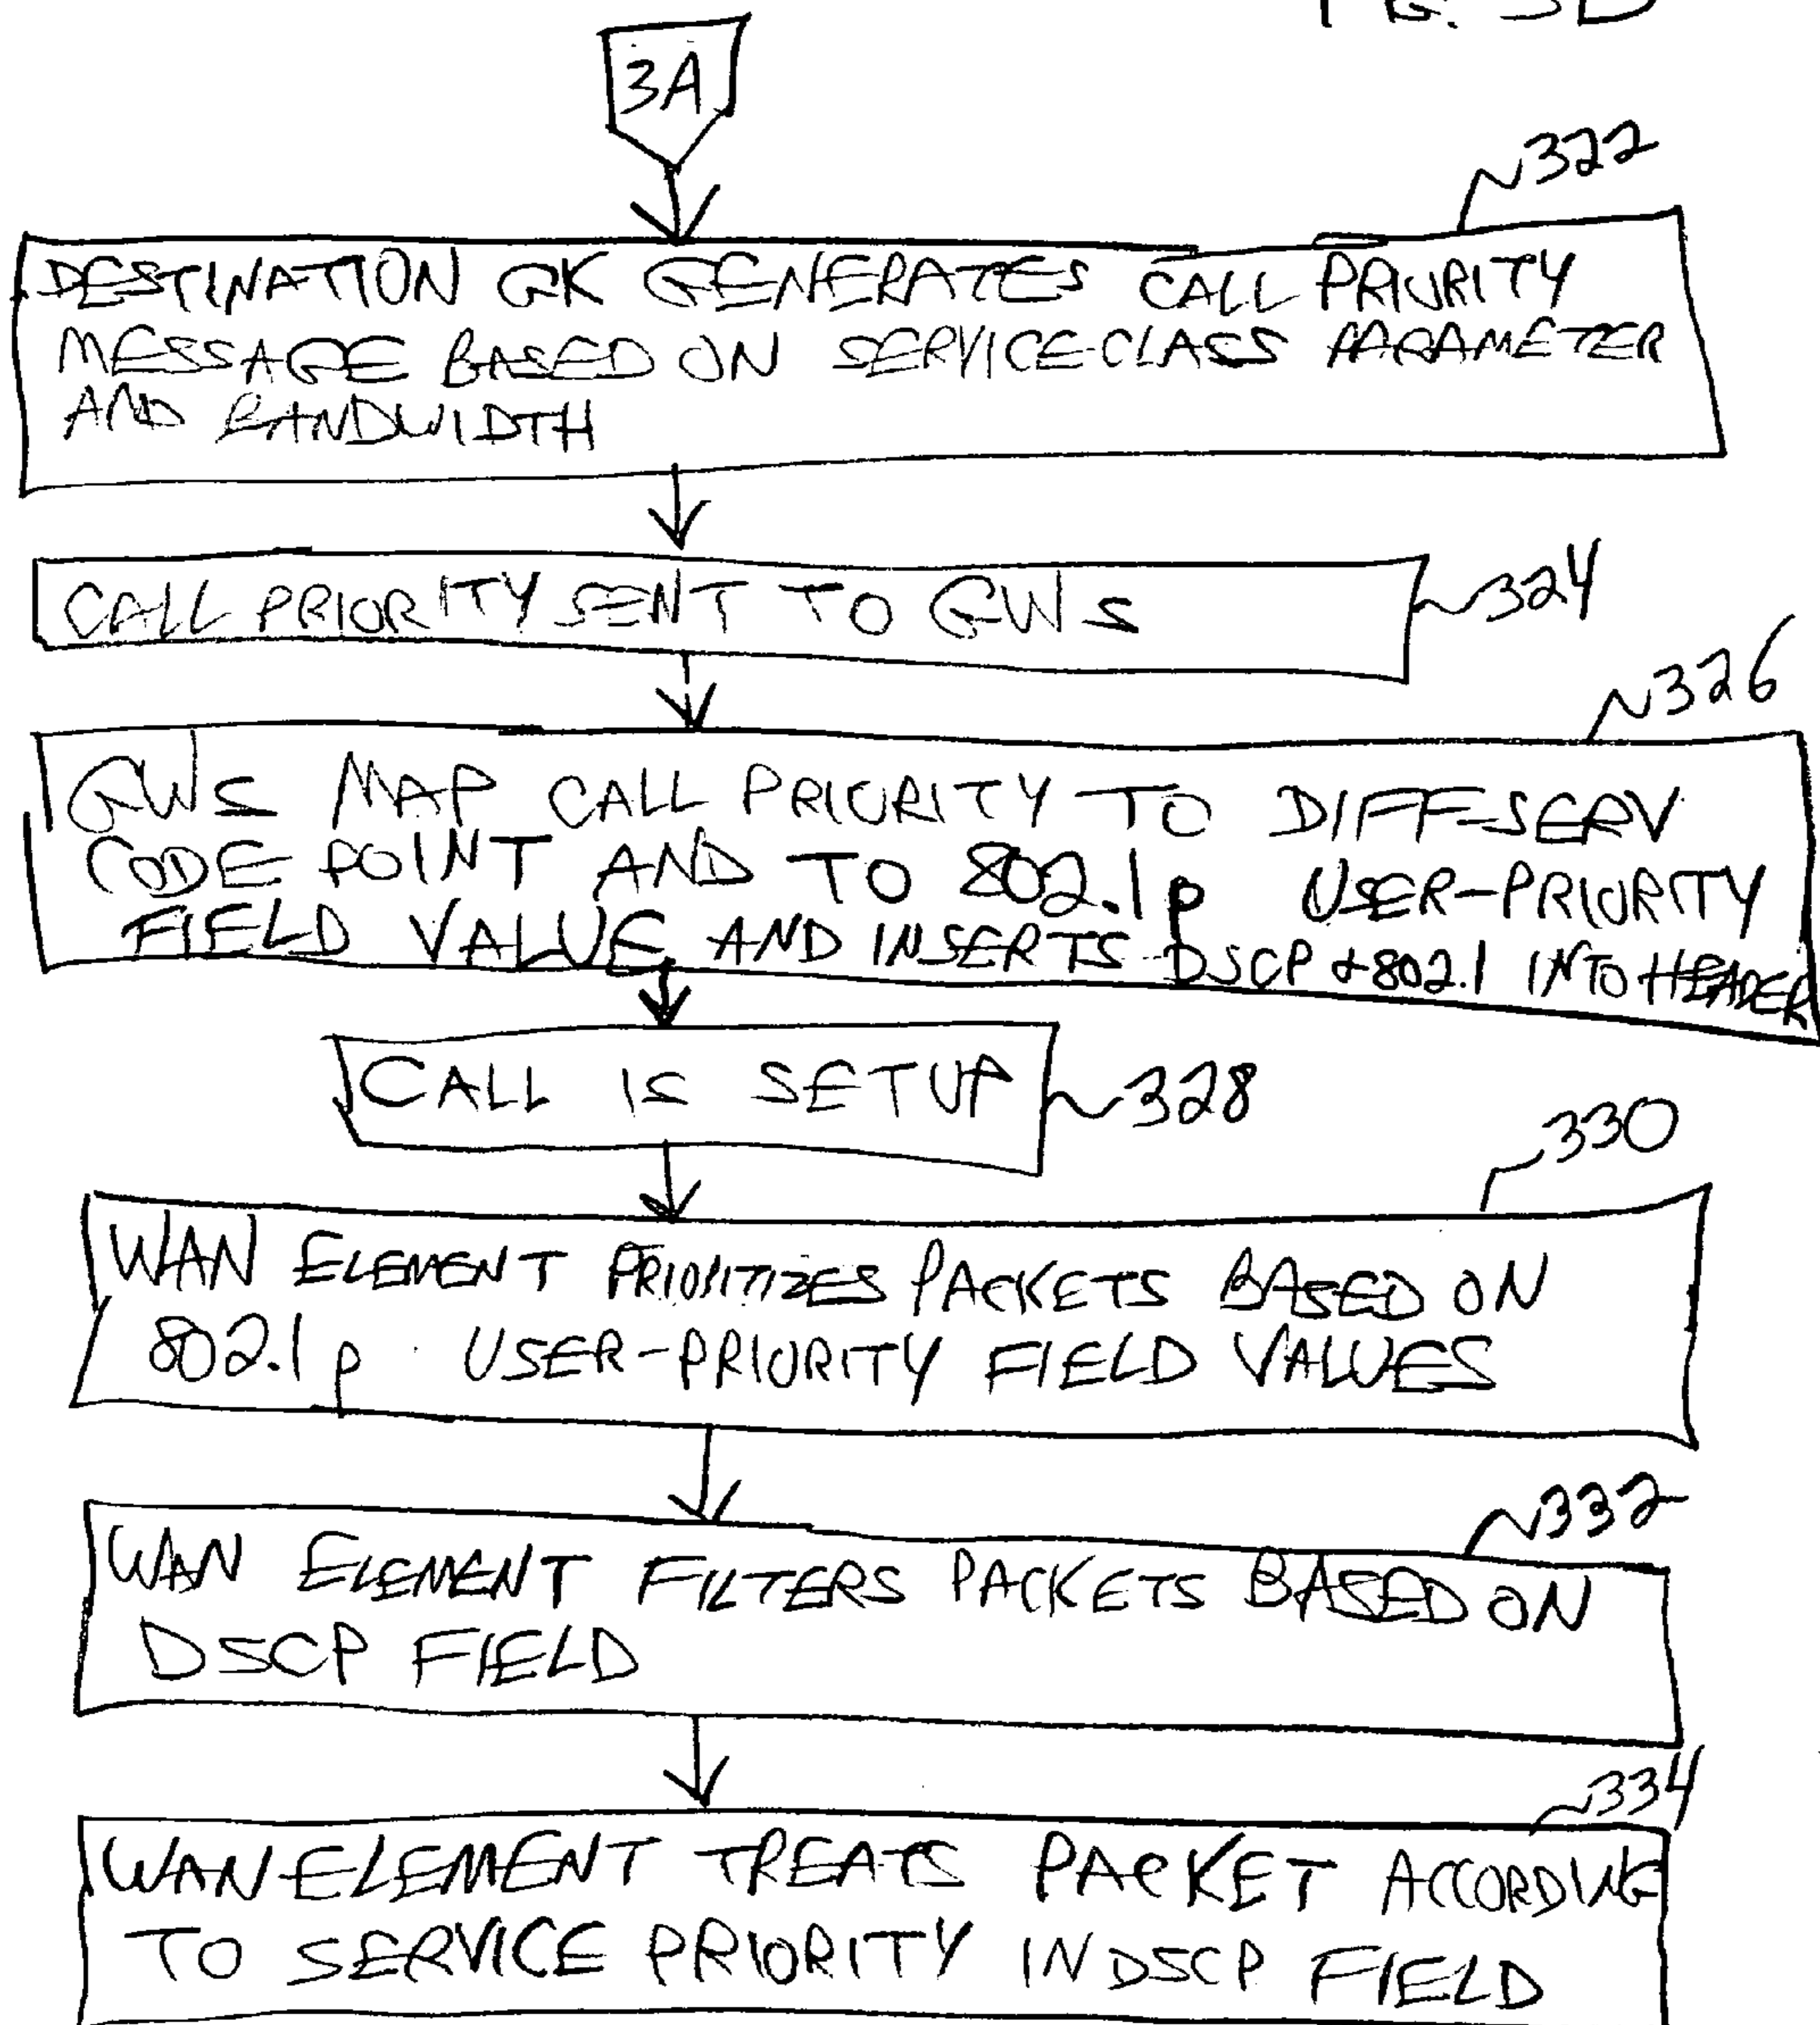 3A
322
DESTINATION GK GENERATES CALL PRIORITY
MESSAGE BASED ON SERVICE-CLASS PARAMETER
AND BANDWIDTH
CALL PRIORITY SENT TO GWS
324
326
GWS MAP CALL PRIORITY TO DIFF-SERV
CODE POINT AND TO 802.1p USER-PRIORITY
FIELD VALUE AND INSERTS DSCP & 802.1 INTO HEADER
CALL IS SETUP
328
330
WAN ELEMENT PRIORITIZES PACKETS BASED ON
802.1p USER-PRIORITY FIELD VALUES
332
WAN ELEMENT FILTERS PACKETS BASED ON
DSCP FIELD
334
WAN ELEMENT TREATS PACKET ACCORDING
TO SERVICE PRIORITY IN DSCP FIELD